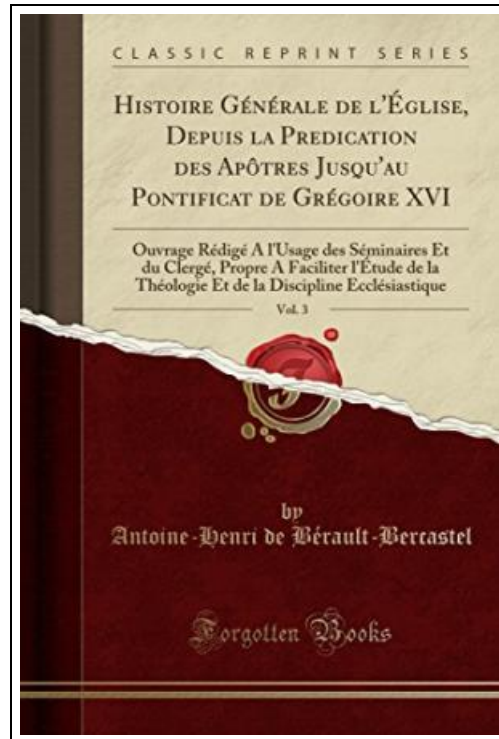 CLASSIC REPRINT SERIES
HISTOIRE GÉNÉRALE DE L'ÉGLISE,
DEPUIS LA PREDICATION
DES APÔTRES JUSQU'AU
PONTIFICAT DE GRÉGOIRE XVI
Ouvrage Rédigé A l'Usage des Séminaires Et
du Clergé, Propre A Faciliter l'Étude de la
Théologie Et de la Discipline Ecclésiastique
Vol. 3
by
Antoine-Henri de Bérault-Bercastel
Forgotten Books